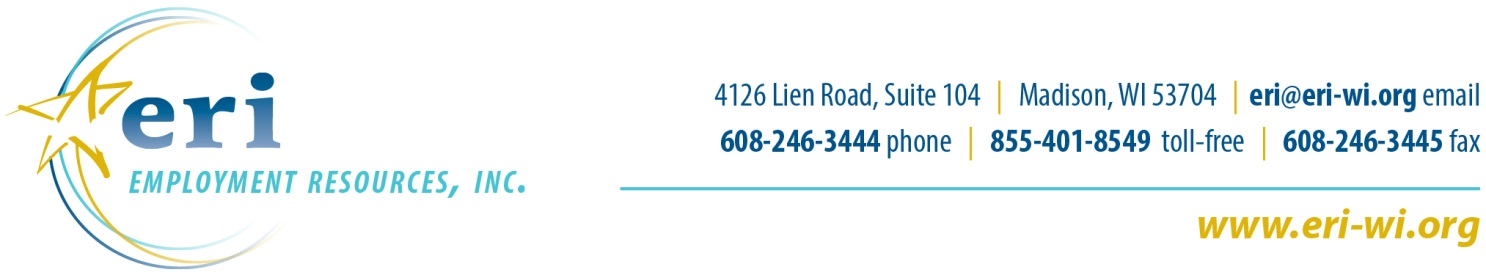 eri
EMPLOYMENT RESOURCES, INC.
4126 Lien Road, Suite 104 | Madison, WI 53704 | eri@eri-wi.org email
608-246-3444 phone | 855-401-8549 toll-free | 608-246-3445 fax
www.eri-wi.org